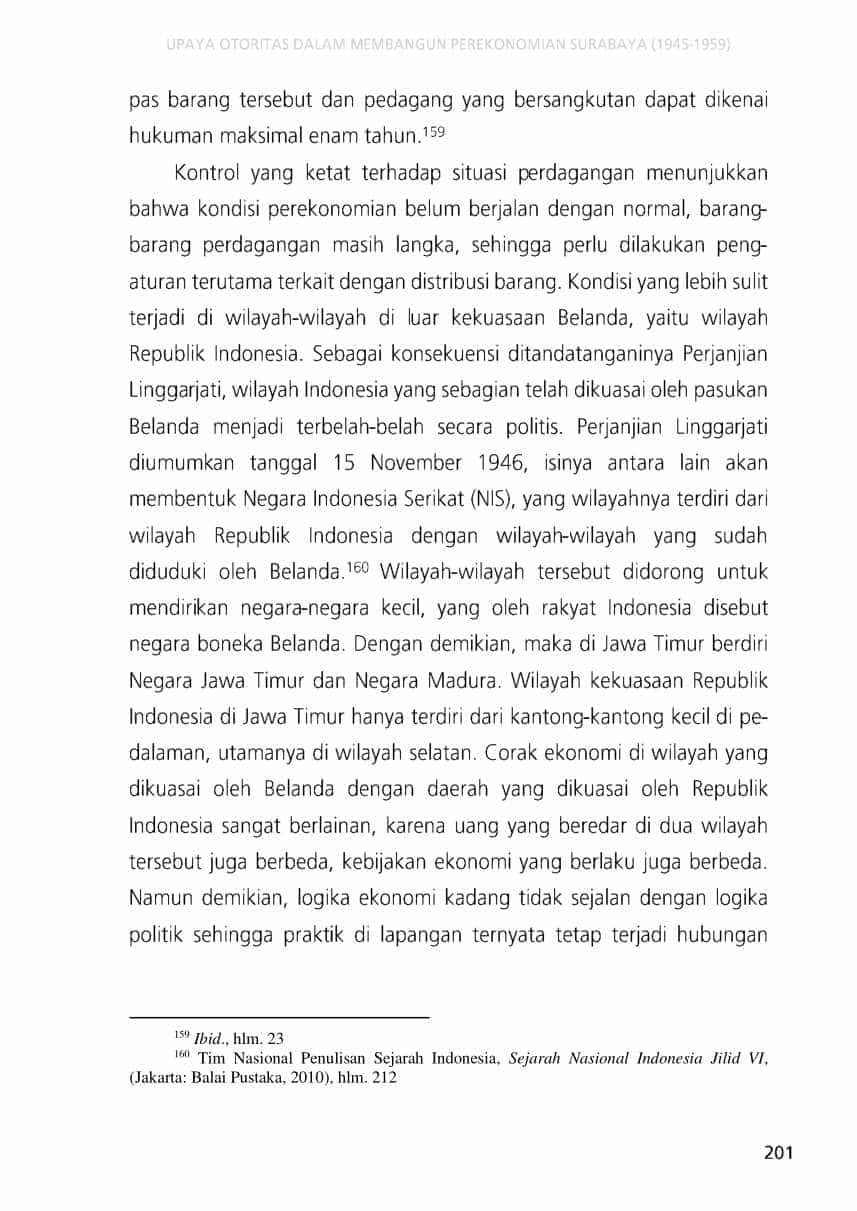 UPAYA OTORITAS DALAM MEMBANGUN PEREKONOMIAN SURABAYA (1945-1959)
pas barang tersebut dan pedagang yang bersangkutan dapat dikenai
hukuman maksimal enam tahun.159
Kontrol yang ketat terhadap situasi perdagangan menunjukkan
bahwa kondisi perekonomian belum berjalan dengan normal, barang-
barang perdagangan masih langka, sehingga perlu dilakukan peng-
aturan terutama terkait dengan distribusi barang. Kondisi yang lebih sulit
terjadi di wilayah-wilayah di luar kekuasaan Belanda, yaitu wilayah
Republik Indonesia. Sebagai konsekuensi ditandatanganinya Perjanjian
Linggarjati, wilayah Indonesia yang sebagian telah dikuasai oleh pasukan
Belanda menjadi terbelah-belah secara politis. Perjanjian Linggarjati
diumumkan tanggal 15 November 1946, isinya antara lain akan
membentuk Negara Indonesia Serikat (NIS), yang wilayahnya terdiri dari
wilayah Republik Indonesia dengan wilayah-wilayah yang sudah
diduduki oleh Belanda.160 Wilayah-wilayah tersebut didorong untuk
mendirikan negara-negara kecil, yang oleh rakyat Indonesia disebut
negara boneka Belanda. Dengan demikian, maka di Jawa Timur berdiri
Negara Jawa Timur dan Negara Madura. Wilayah kekuasaan Republik
Indonesia di Jawa Timur hanya terdiri dari kantong-kantong kecil di pe-
dalaman, utamanya di wilayah selatan. Corak ekonomi di wilayah yang
dikuasai oleh Belanda dengan daerah yang dikuasai oleh Republik
Indonesia sangat berlainan, karena uang yang beredar di dua wilayah
tersebut juga berbeda, kebijakan ekonomi yang berlaku juga berbeda.
Namun demikian, logika ekonomi kadang tidak sejalan dengan logika
politik sehingga praktik di lapangan ternyata tetap terjadi hubungan
159 Ibid., hlm. 23
160 Tim Nasional Penulisan Sejarah Indonesia, Sejarah Nasional Indonesia Jilid VI,
(Jakarta: Balai Pustaka, 2010), hlm. 212
201